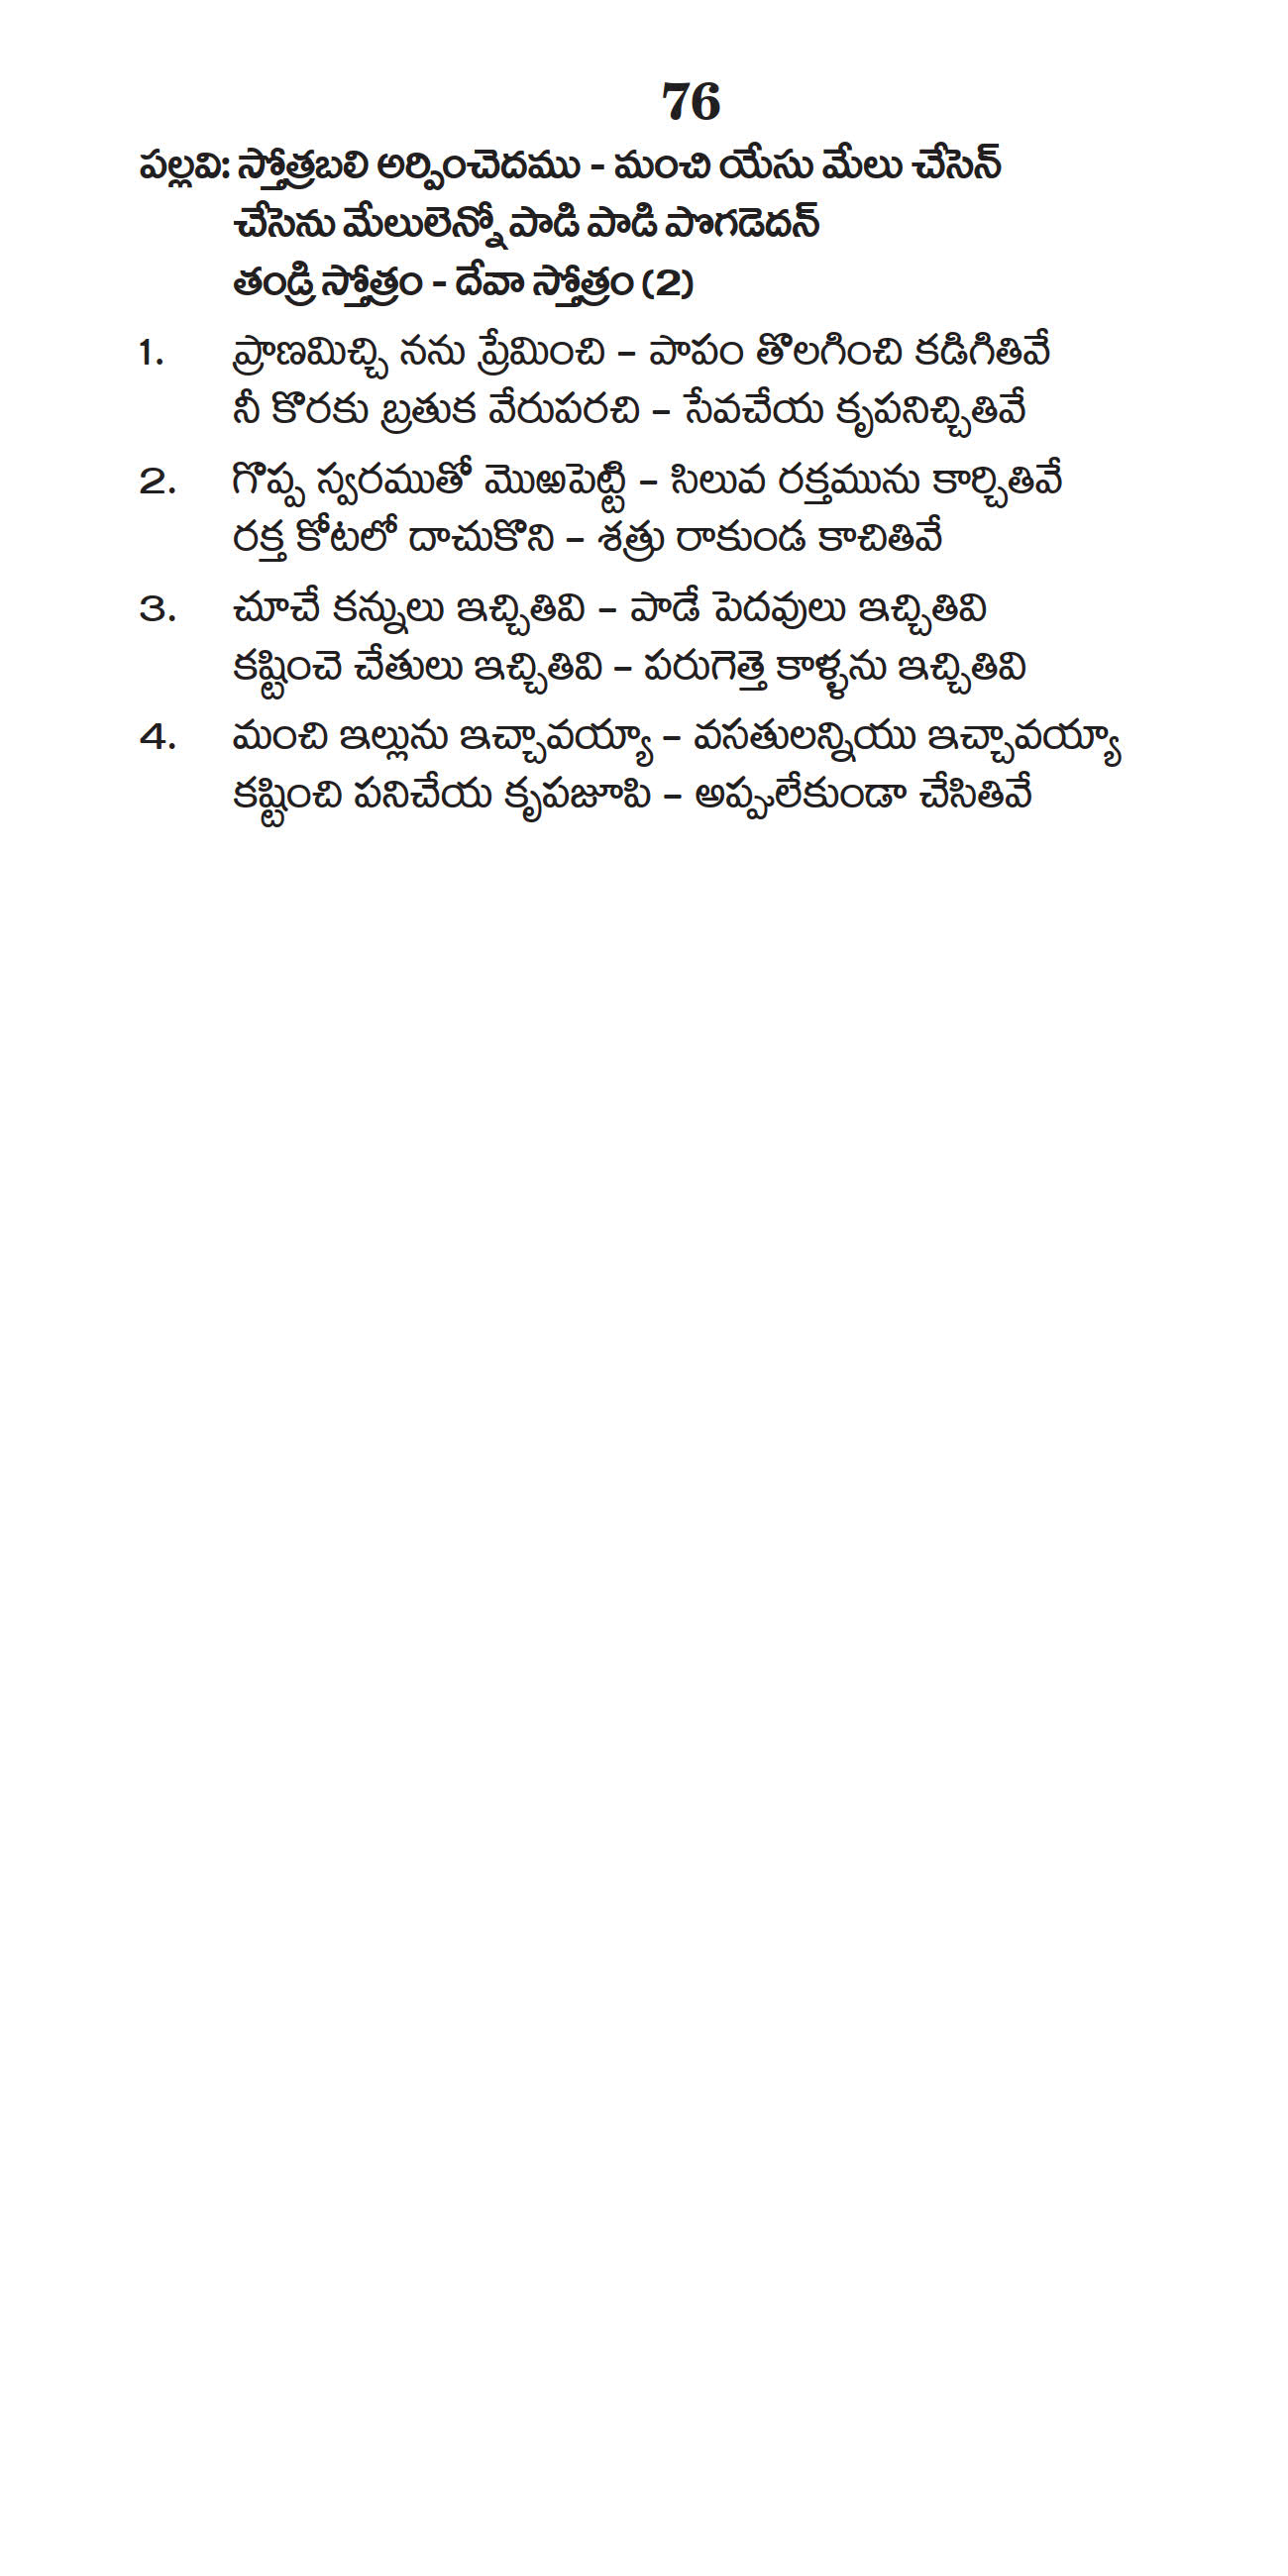 76
పల్లవి: స్తోత్రబలి అర్పించెదము - మంచి యేసు మేలు చేసెన్
చేసెను మేలులెన్నో పాడి పాడి పొగడెదన్
తండ్రి స్తోత్రం - దేవా స్తోత్రం (2)
1. ప్రాణమిచ్చి నను ప్రేమించి – పాపం తొలగించి కడిగితివే
నీ కొరకు బ్రతుక వేరుపరచి – సేవచేయ కృపనిచ్చితివే
2. గొప్ప స్వరముతో మొఱపెట్టి – సిలువ రక్తమును కార్చితివే
రక్త కోటలో దాచుకొని – శత్రు రాకుండ కాచితివే
3. చూచే కన్నులు ఇచ్చితివి – పాడే పెదవులు ఇచ్చితివి
కష్టించె చేతులు ఇచ్చితివి – పరుగెత్తె కాళ్ళను ఇచ్చితివి
4. మంచి ఇల్లును ఇచ్చావయ్యా – వసతులన్నియు ఇచ్చావయ్యా
కష్టించి పనిచేయ కృపజూపి – అప్పులేకుండా చేసితివే